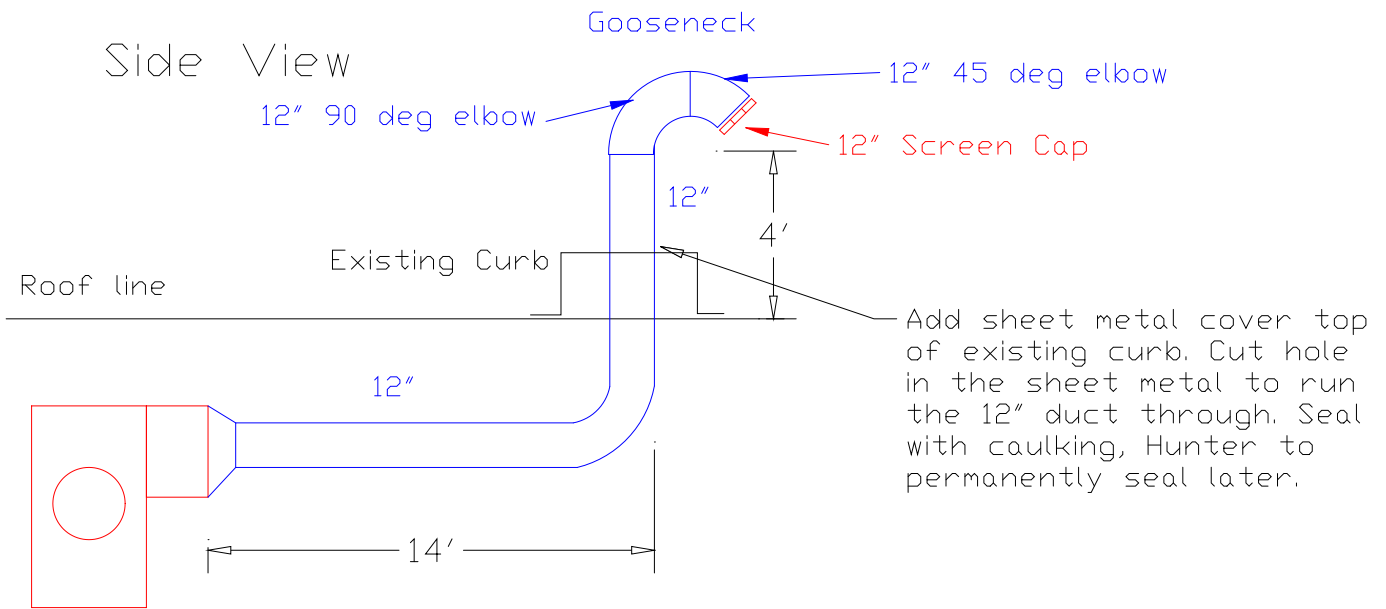 Gooseneck
Side View
12" 45 deg elbow
12" 90 deg elbow
12" Screen Cap
12"
4'
Existing Curb
Roof line
Add sheet metal cover top
of existing curb. Cut hole
in the sheet metal to run
the 12" duct through. Seal
with caulking, Hunter to
permanently seal later.
12"
14'